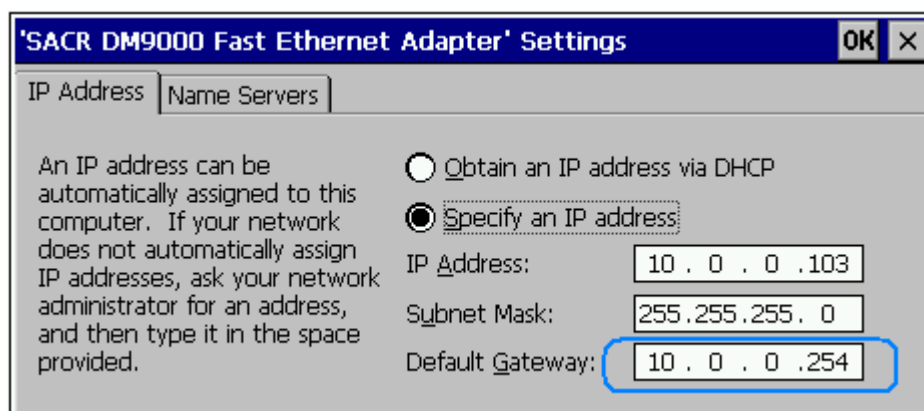 'SACR DM9000 Fast Ethernet Adapter' Settings OK ×
IP Address Name Servers
An IP address can be
automatically assigned to this
computer. If your network
does not automatically assign
IP addresses, ask your network
administrator for an address,
and then type it in the space
provided.
Obtain an IP address via DHCP
Specify an IP address
IP Address: 10 . 0 . 0 .103
Subnet Mask: 255.255.255. 0
Default Gateway: 10 . 0 . 0 .254